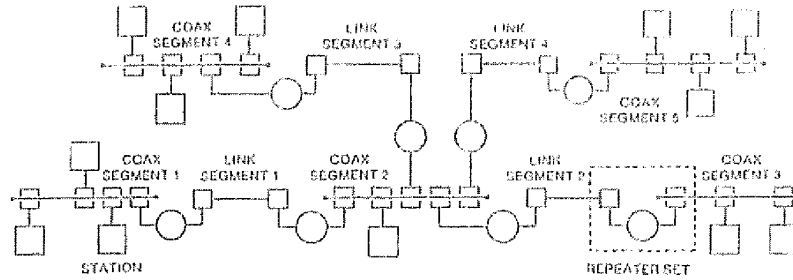 COAX
SEGMENT 4
LINK
SEGMENT 3
LINK
SEGMENT 4
COAX
SEGMENT 5
COAX
SEGMENT 1
LINK
SEGMENT 1
COAX
SEGMENT 2
LINK
SEGMENT 2
COAX
SEGMENT 3
STATION
REPEATER SET